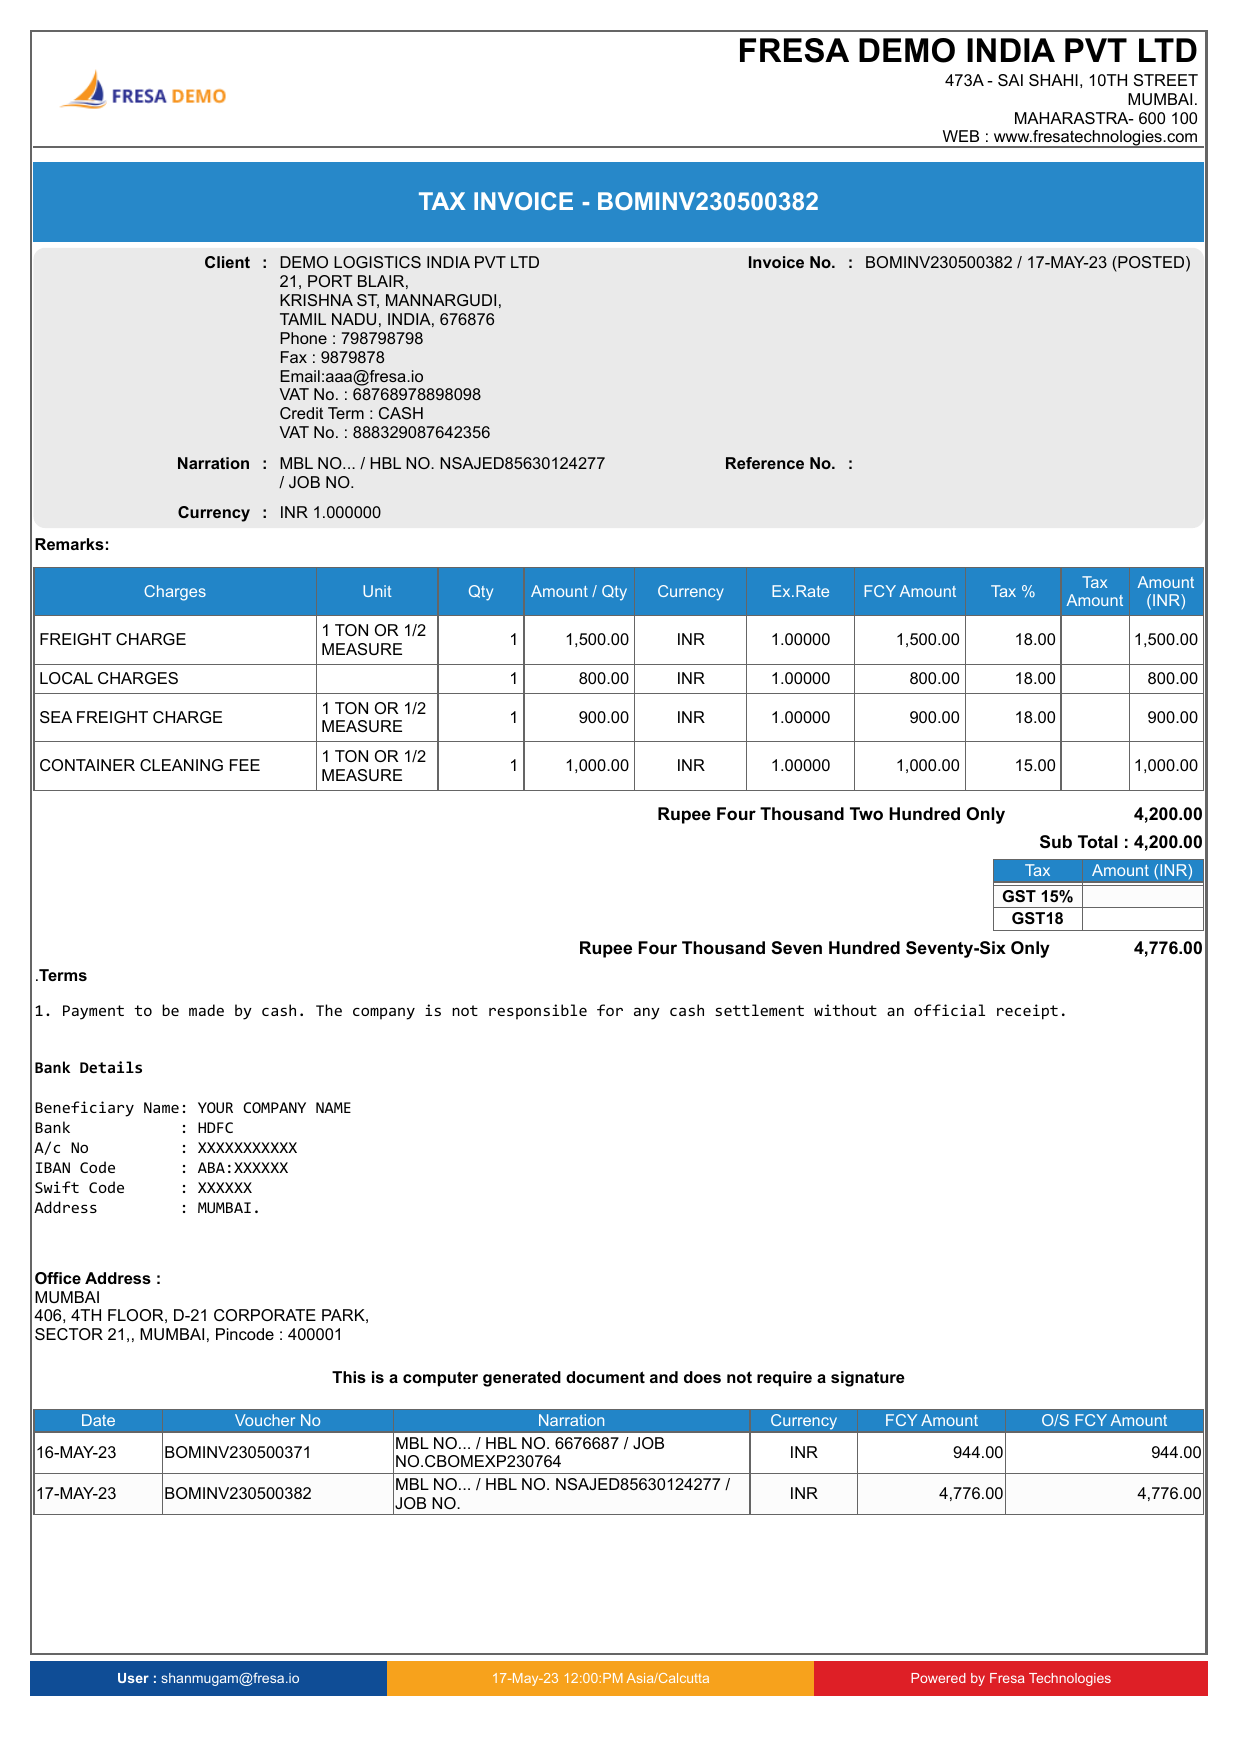 FRESA DEMO
FRESA DEMO INDIA PVT LTD
473A - SAI SHAHI, 10TH STREET
MUMBAI.
MAHARASTRA- 600 100
WEB : www.fresatechnologies.com
TAX INVOICE - BOMINV230500382
Client : DEMO LOGISTICS INDIA PVT LTD
21, PORT BLAIR,
KRISHNA ST, MANNARGUDI,
TAMIL NADU, INDIA, 676876
Phone : 798798798
Fax : 9879878
Email:aaa@fresa.io
VAT No. : 68768978898098
Credit Term : CASH
VAT No. : 888329087642356
Invoice No. : BOMINV230500382 / 17-MAY-23 (POSTED)
Narration : MBL NO... / HBL NO. NSAJED85630124277
/ JOB NO.
Reference No. :
Currency : INR 1.000000
Remarks:
Charges Unit Qty Amount / Qty Currency Ex.Rate FCY Amount Tax % Tax Amount Amount (INR)
FREIGHT CHARGE 1 TON OR 1/2 MEASURE 1 1,500.00 INR 1.00000 1,500.00 18.00 1,500.00
LOCAL CHARGES 1 800.00 INR 1.00000 800.00 18.00 800.00
SEA FREIGHT CHARGE 1 TON OR 1/2 MEASURE 1 900.00 INR 1.00000 900.00 18.00 900.00
CONTAINER CLEANING FEE 1 TON OR 1/2 MEASURE 1 1,000.00 INR 1.00000 1,000.00 15.00 1,000.00
Rupee Four Thousand Two Hundred Only 4,200.00
Sub Total : 4,200.00
Tax Amount (INR)
GST 15%
GST18
Rupee Four Thousand Seven Hundred Seventy-Six Only 4,776.00
.Terms
1. Payment to be made by cash. The company is not responsible for any cash settlement without an official receipt.
Bank Details
Beneficiary Name: YOUR COMPANY NAME
Bank : HDFC
A/c No : XXXXXXXXXXX
IBAN Code : ABA:XXXXXX
Swift Code : XXXXXX
Address : MUMBAI.
Office Address :
MUMBAI
406, 4TH FLOOR, D-21 CORPORATE PARK,
SECTOR 21,, MUMBAI, Pincode : 400001
This is a computer generated document and does not require a signature
Date Voucher No Narration Currency FCY Amount O/S FCY Amount
16-MAY-23 BOMINV230500371 MBL NO... / HBL NO. 6676687 / JOB NO.CBOMEXP230764 INR 944.00 944.00
17-MAY-23 BOMINV230500382 MBL NO... / HBL NO. NSAJED85630124277 / JOB NO. INR 4,776.00 4,776.00
User : shanmugam@fresa.io
17-May-23 12:00:PM Asia/Calcutta
Powered by Fresa Technologies